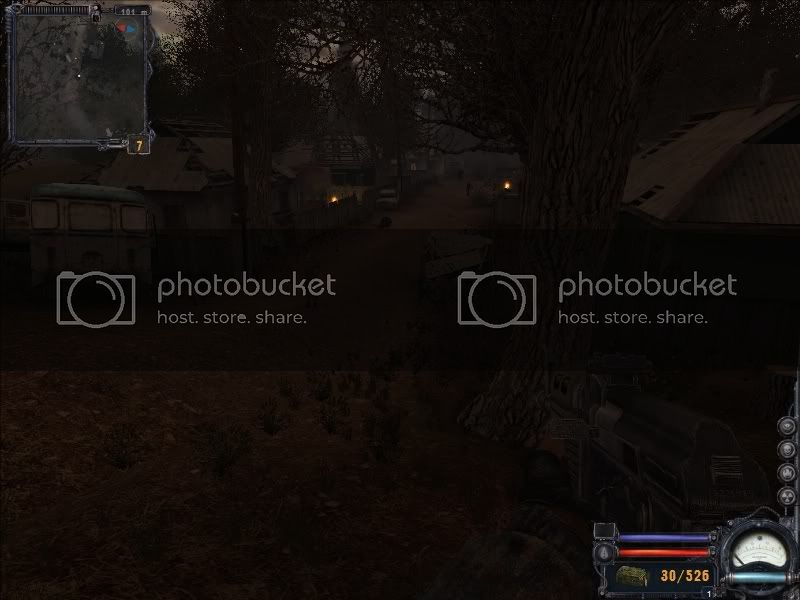 101 m
7
photobucket photobucket
host. store. share. host. store. share.
30/526
1